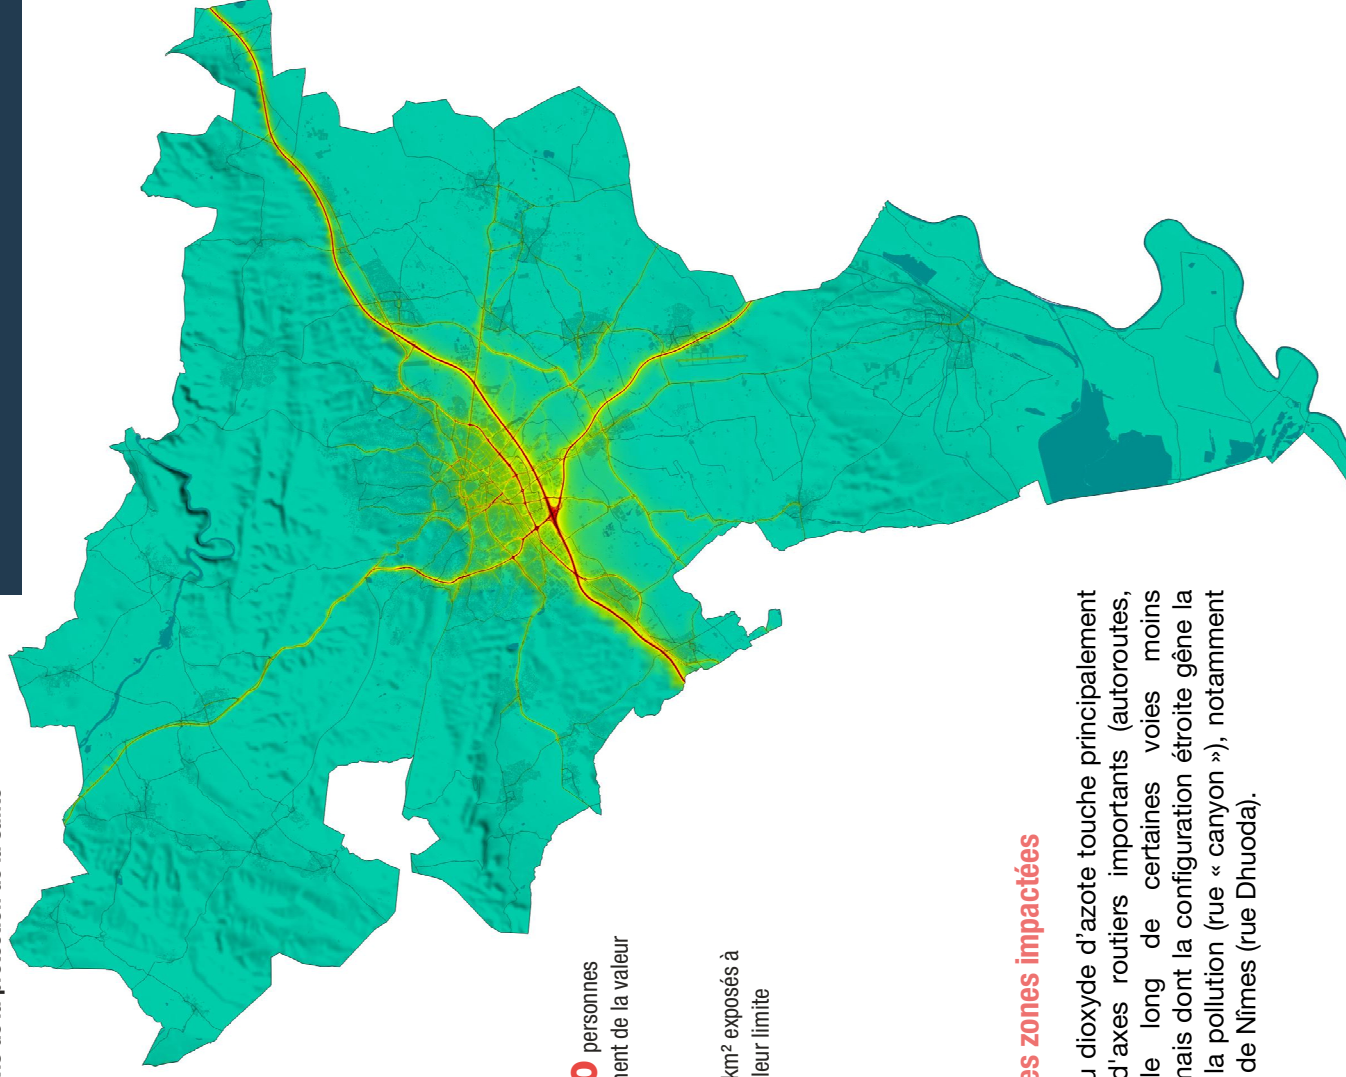 personnes
ment de la valeur
km² exposés à
leur limite
es zones impactées
u dioxyde d'azote touche principalement
d'axes routiers importants (autoroutes,
le long de certaines voies moins
nais dont la configuration étroite gêne la
la pollution (rue « canyon »), notamment
de Nîmes (rue Dhuoda).